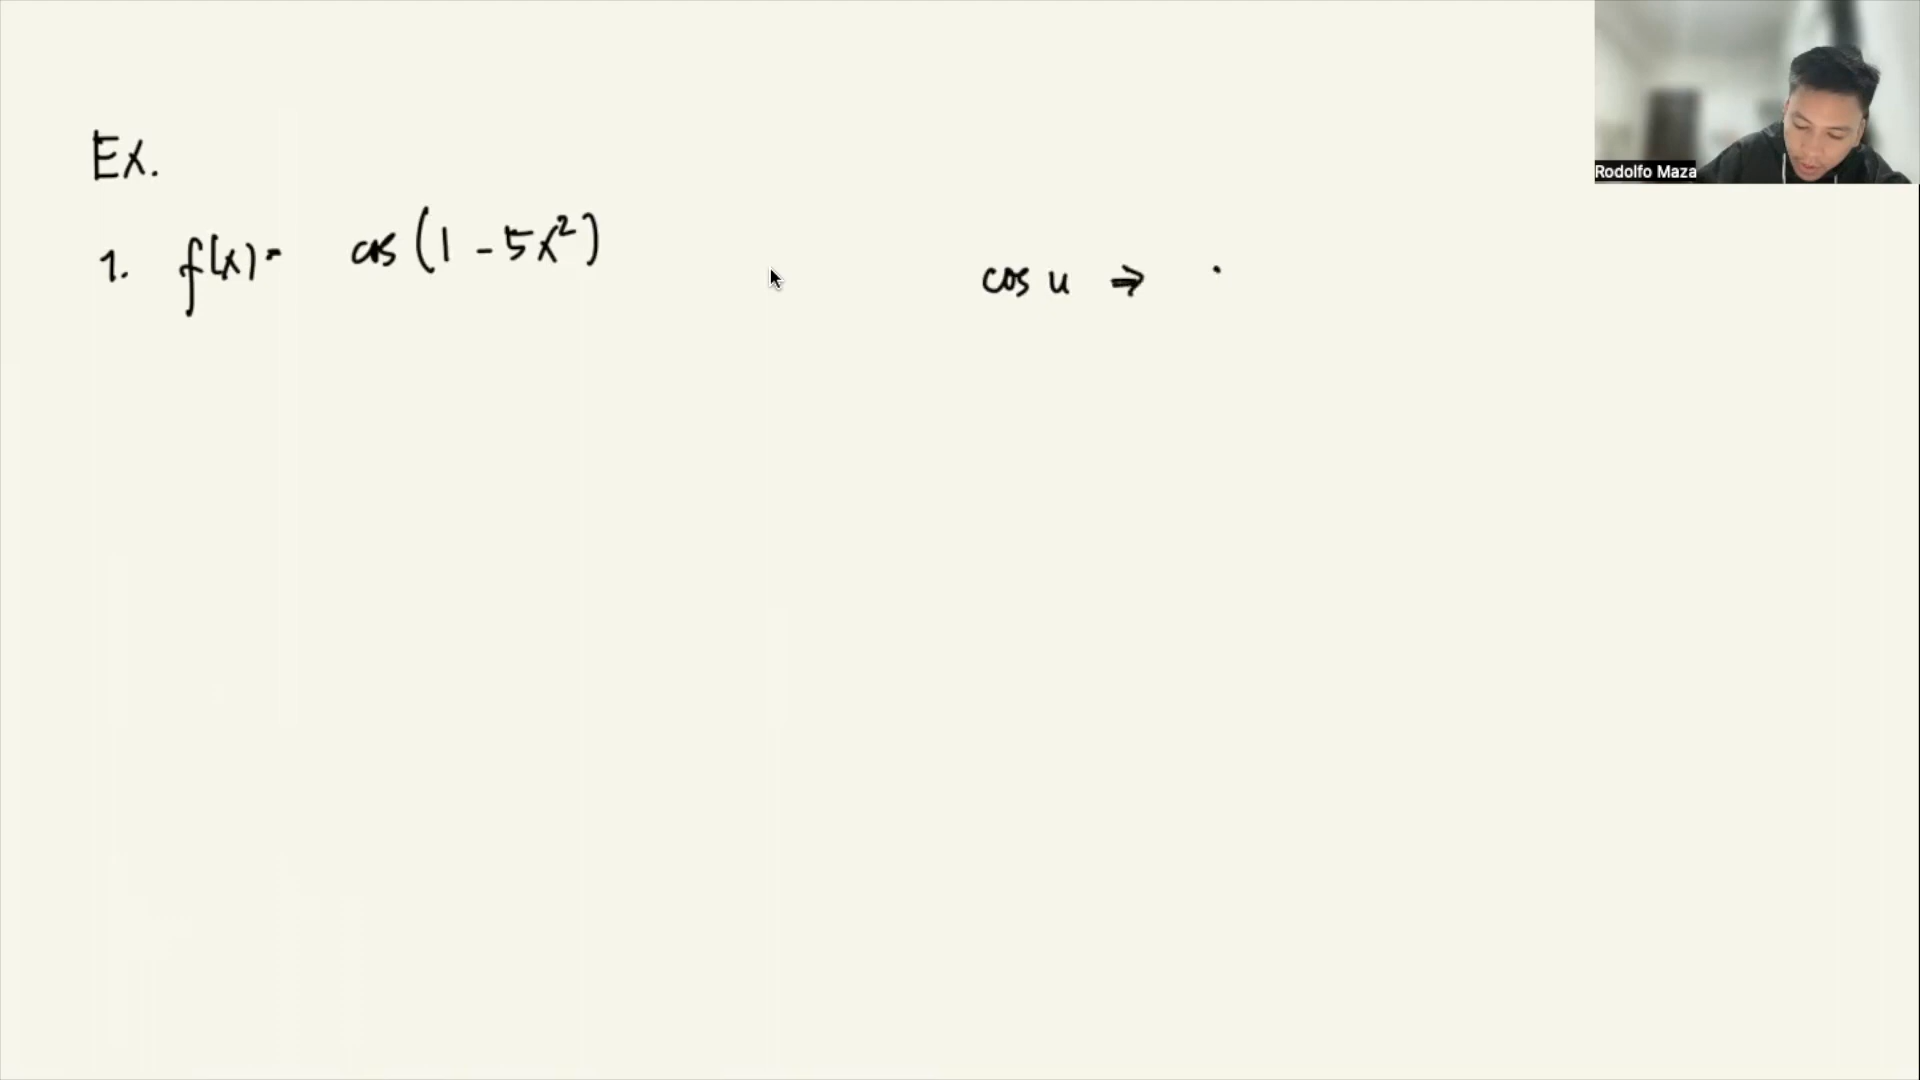 Ex.
1. f(x) = cos (1 - 5x²)
cos u ⇒
Rodolfo Maza